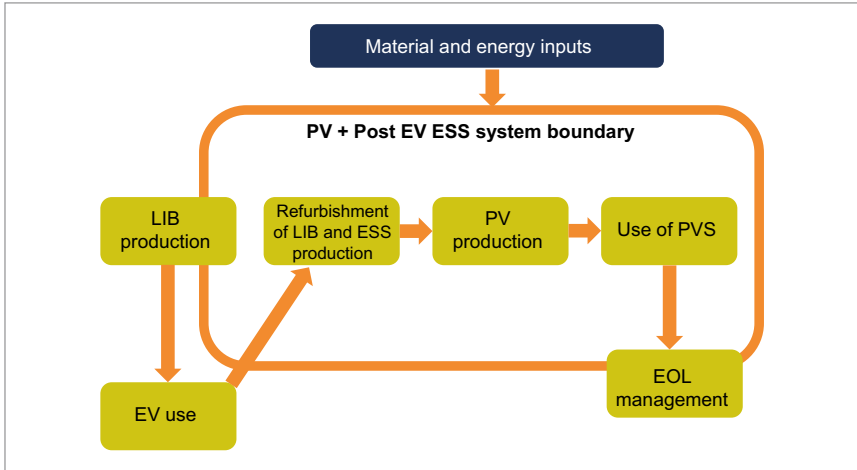 Material and energy inputs
PV + Post EV ESS system boundary
LIB
production
Refurbishment
of LIB and ESS
production
PV
production
Use of PVS
EV use
EOL
management